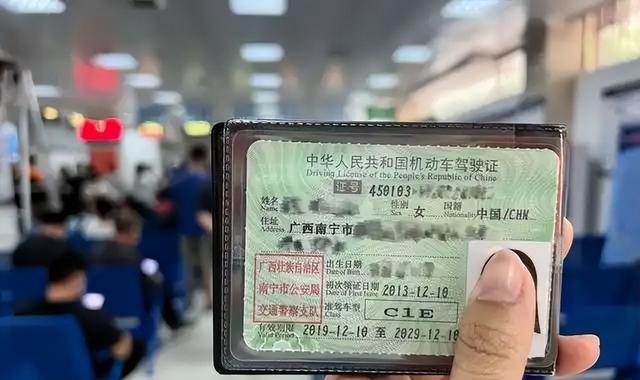 中华人民共和国机动车驾驶证
Driving License of the People's Republic of China
证号 450103
姓名 Name 性别 Sex 女 国籍 Nationality 中国/CHN
住址 Address 广西南宁市
出生日期 Date of Birth
广西壮族自治区
南宁市公安局
交通警察支队
初次领证日期 Date of First Issue 2013-12-10
准驾车型 Class C1E
有效期限 2019-12-10 至 2029-12-10